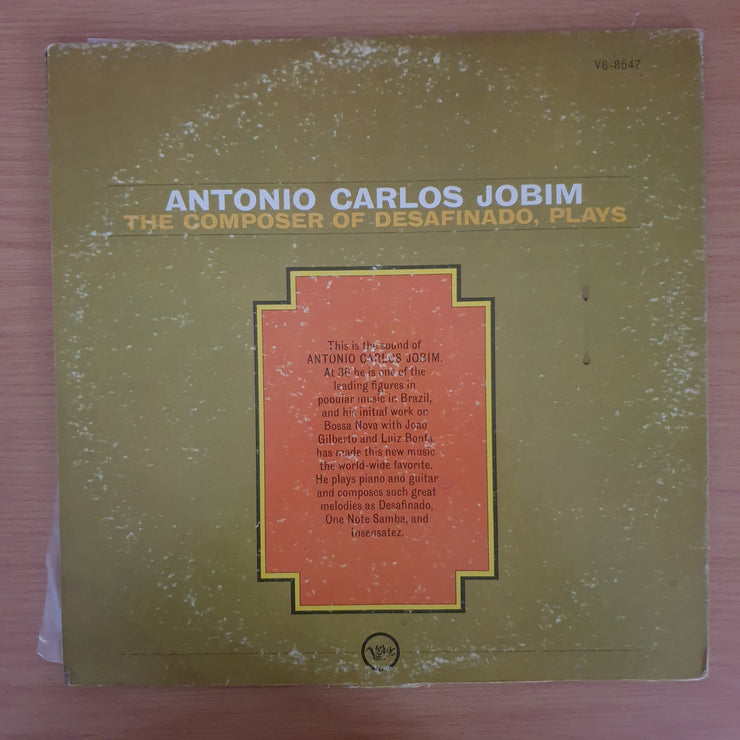 V6-8547
ANTONIO CARLOS JOBIM
THE COMPOSER OF DESAFINADO, PLAYS
This is the sound of
ANTONIO CARLOS JOBIM.
At 36 he is one of the
leading figures in
popular music in Brazil,
and his initial work on
Bossa Nova with Joao
Gilberto and Luiz Bonfa
has made this new music
the world-wide favorite.
He plays piano and guitar
and composes such great
melodies as Desafinado,
One Note Samba, and
Insensatez.
Verve